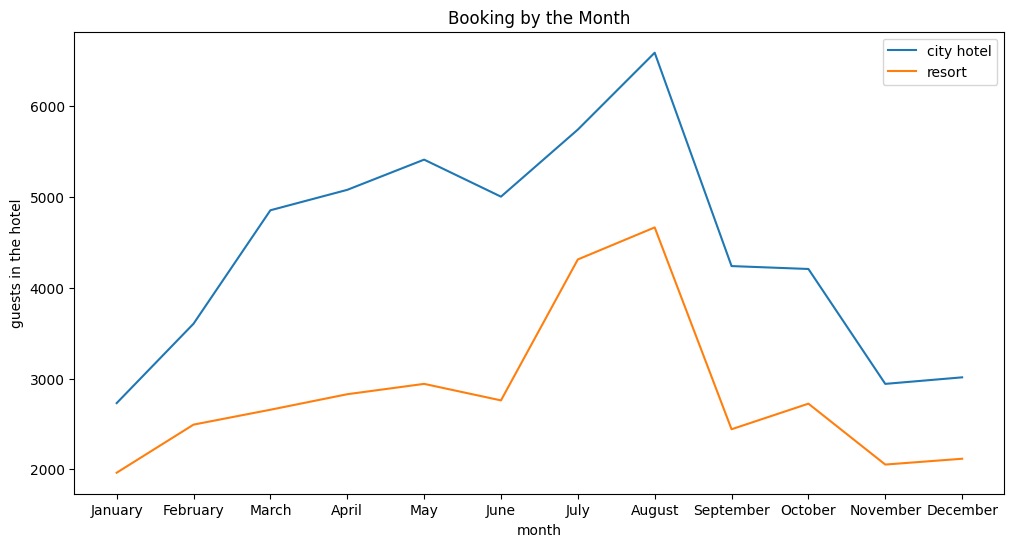 Booking by the Month
city hotel
resort
guests in the hotel
6000
5000
4000
3000
2000
January February March April May June July August September October November December
month